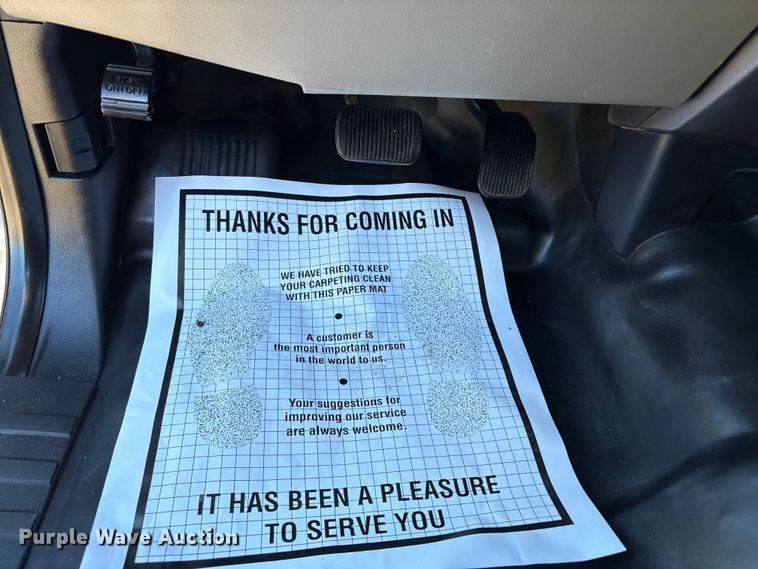 ON OFF
THANKS FOR COMING IN
WE HAVE TRIED TO KEEP
YOUR CARPETING CLEAN
WITH THIS PAPER MAT
A customer is
the most important person
in the world to us.
Your suggestions for
improving our service
are always welcome.
IT HAS BEEN A PLEASURE
TO SERVE YOU
Purple Wave Auction